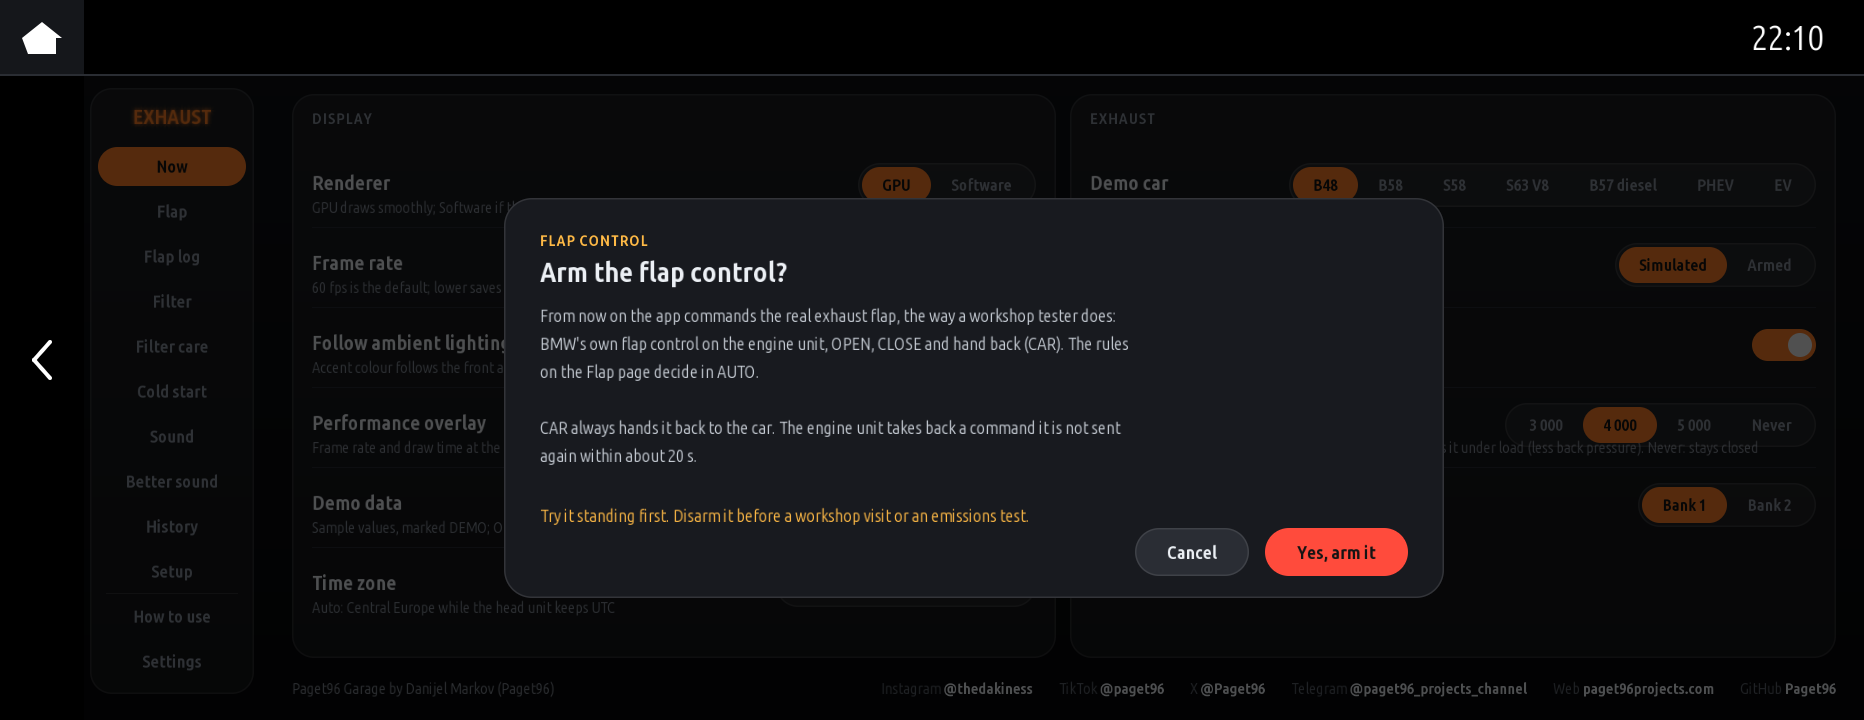 22:10
EXHAUST
Now
Flap
Flap log
Filter
Filter care
Cold start
Sound
Better sound
History
Setup
How to use
Settings
DISPLAY
Renderer
GPU draws smoothly; Software if
GPU
Software
Frame rate
60 fps is the default; lower saves
Follow ambient lighting
Accent colour follows the front a
Performance overlay
Frame rate and draw time at the
Demo data
Sample values, marked DEMO; O
Time zone
Auto: Central Europe while the head unit keeps UTC
EXHAUST
Demo car
B48
B58
S58
S63 V8
B57 diesel
PHEV
EV
Simulated
Armed
3 000
4 000
5 000
Never
s it under load (less back pressure). Never: stays closed
Bank 1
Bank 2
FLAP CONTROL
Arm the flap control?
From now on the app commands the real exhaust flap, the way a workshop tester does:
BMW's own flap control on the engine unit, OPEN, CLOSE and hand back (CAR). The rules
on the Flap page decide in AUTO.
CAR always hands it back to the car. The engine unit takes back a command it is not sent
again within about 20 s.
Try it standing first. Disarm it before a workshop visit or an emissions test.
Cancel
Yes, arm it
Paget96 Garage by Danijel Markov (Paget96)
Instagram @thedakiness
TikTok @paget96
X @Paget96
Telegram @paget96_projects_channel
Web paget96projects.com
GitHub Paget96